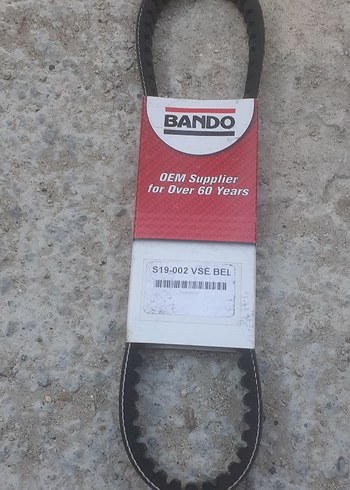 BANDO
OEM Supplier
for Over 60 Years
S19-002 VSE BEL